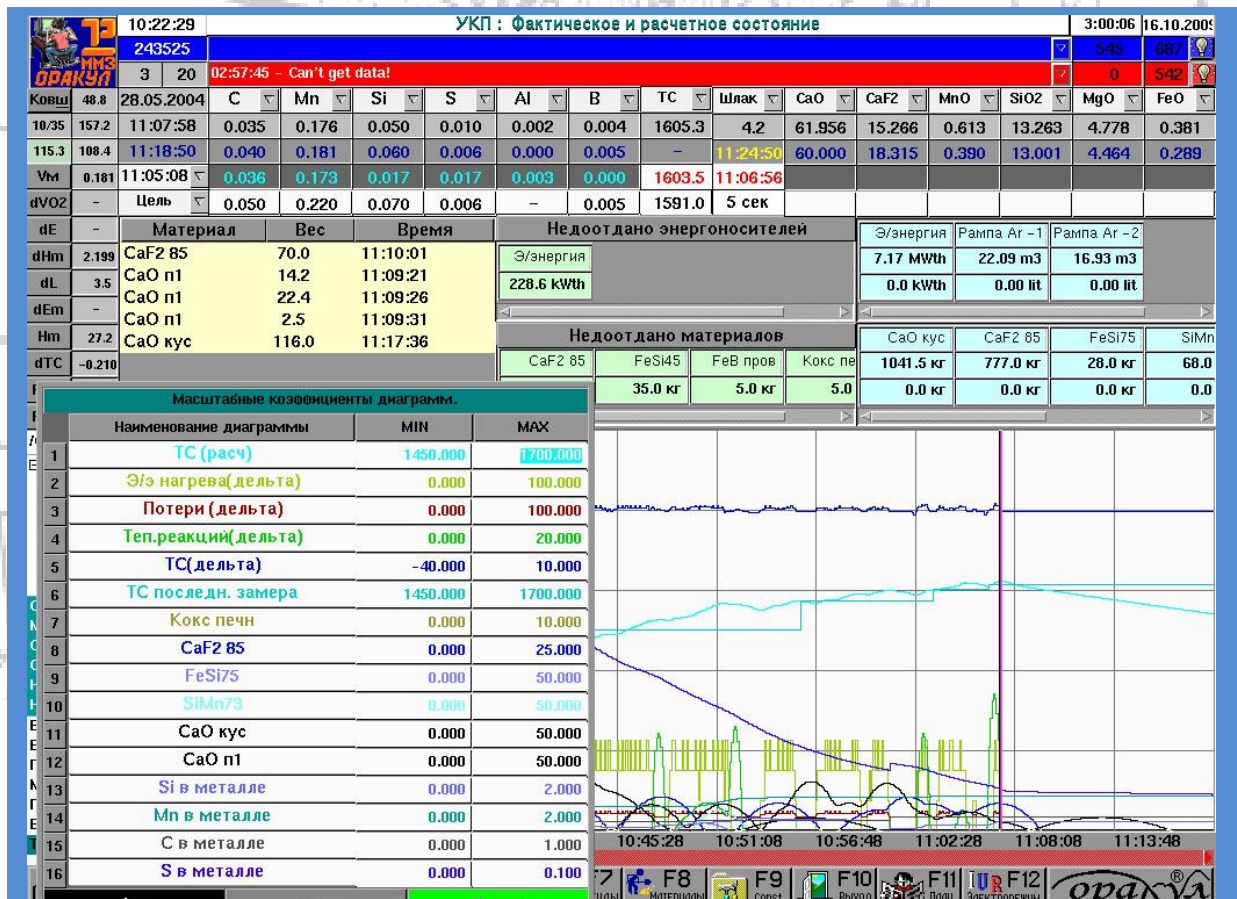 10:22:29 УКП : Фактическое и расчетное состояние 3:00:06 16.10.2009
243525 545 687
ММЗ
ОРАКУЛ 3 20 02:57:45 - Can't get data! 0 542
Ковш 48.8 28.05.2004 C Mn Si S Al B TC Шлак CaO CaF2 MnO SiO2 MgO FeO
10/35 157.2 11:07:58 0.035 0.176 0.050 0.010 0.002 0.004 1605.3 4.2 61.956 15.266 0.613 13.263 4.778 0.381
115.3 108.4 11:18:50 0.040 0.181 0.060 0.006 0.000 0.005 - 11:24:50 60.000 18.315 0.390 13.001 4.464 0.289
Vм 0.181 11:05:08 0.036 0.173 0.017 0.017 0.003 0.000 1603.5 11:06:56
dVO2 - Цель 0.050 0.220 0.070 0.006 - 0.005 1591.0 5 сек
dE - Материал Вес Время Недоотдано энергоносителей Э/энергия Рампа Ar -1 Рампа Ar -2
dHm 2.199 CaF2 85 70.0 11:10:01 Э/энергия 7.17 MWth 22.09 m3 16.93 m3
dL 3.5 CaO п1 14.2 11:09:21 228.6 kWth 0.0 kWth 0.00 lit 0.00 lit
CaO п1 22.4 11:09:26
dEm - CaO п1 2.5 11:09:31
Hm 27.2 CaO кус 116.0 11:17:36 Недоотдано материалов CaO кус CaF2 85 FeSi75 SiMn
dTC -0.210 CaF2 85 FeSi45 FeB пров Кокс пе 1041.5 кг 777.0 кг 28.0 кг 68.0
35.0 кг 5.0 кг 5.0 0.0 кг 0.0 кг 0.0 кг 0.0
Масштабные коэффициенты диаграмм.
Наименование диаграммы MIN MAX
1 TC (расч) 1450.000 1700.000
2 Э/э нагрева(дельта) 0.000 100.000
3 Потери (дельта) 0.000 100.000
4 Теп.реакций(дельта) 0.000 20.000
5 TC(дельта) -40.000 10.000
6 TC последн. замера 1450.000 1700.000
7 Кокс печн 0.000 10.000
8 CaF2 85 0.000 25.000
9 FeSi75 0.000 50.000
10 SiMn73 0.000 50.000
11 CaO кус 0.000 50.000
12 CaO п1 0.000 50.000
13 Si в металле 0.000 2.000
14 Mn в металле 0.000 2.000
15 C в металле 0.000 1.000
16 S в металле 0.000 0.100
10:45:28 10:51:08 10:56:48 11:02:28 11:08:08 11:13:48
F8 F9 Const F10 F11 F12 оракул®